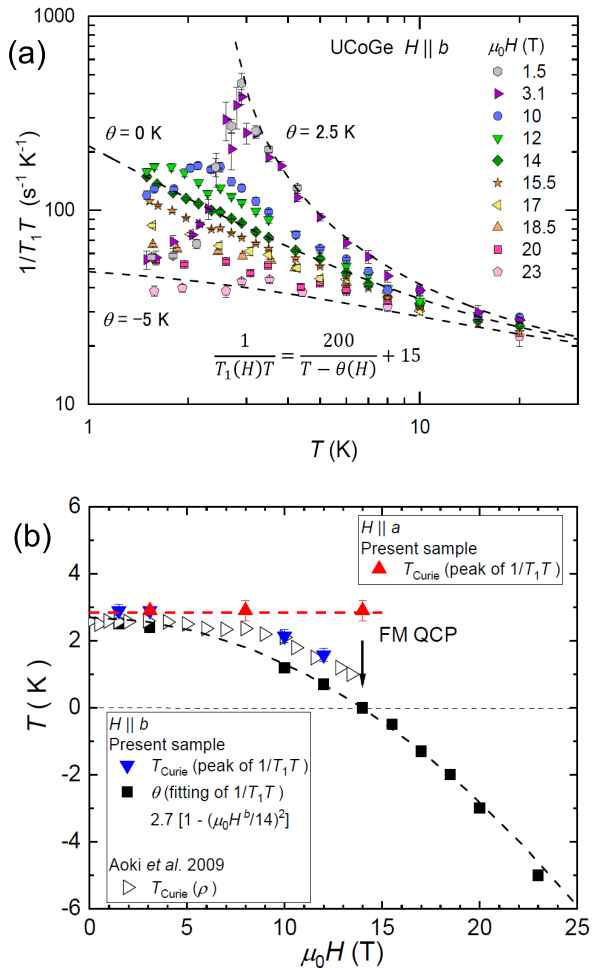 (a)
UCoGe H || b
μ₀H (T)
1.5
3.1
10
12
14
15.5
17
18.5
20
23
θ = 0 K
θ = 2.5 K
θ = −5 K
1/T₁(H)T = 200/(T − θ(H)) + 15
1/T₁T (s⁻¹ K⁻¹)
1000
100
10
1
10
T (K)
(b)
H || a
Present sample
T_Curie (peak of 1/T₁T)
FM QCP
H || b
Present sample
T_Curie (peak of 1/T₁T)
θ (fitting of 1/T₁T)
2.7 [1 - (μ₀Hᵇ/14)²]
Aoki et al. 2009
T_Curie (ρ)
T ( K )
6
4
2
0
-2
-4
-6
0
5
10
15
20
25
μ₀H (T)